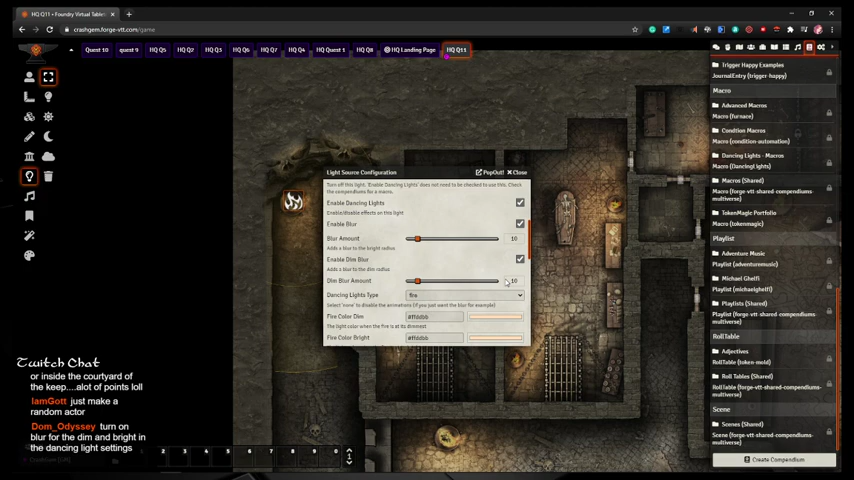 HQ Q11 • Foundry Virtual Tablet
crashgem.forge-vtt.com/game
Quest 10
quest 9
HQ Q5
HQ Q2
HQ Q3
HQ Q6
HQ Q7
HQ Q4
HQ Quest 1
HQ Q8
HQ Landing Page
HQ Q11
Light Source Configuration
PopOut!
Close
Turn off this light. 'Enable Dancing Lights' does not need to be checked to use this. Check
the compendiums for a macro.
Enable Dancing Lights
Enable/disable effects on this light
Enable Blur
Blur Amount
10
Adds a blur to the bright radius
Enable Dim Blur
Adds a blur to the dim radius
Dim Blur Amount
10
Dancing Lights Type
fire
Select 'none' to disable the animations (if you just want the blur for example)
Fire Color Dim
#ffddbb
The light color when the fire is at its dimmest
Fire Color Bright
#ffddbb
Trigger Happy Examples
JournalEntry (trigger-happy)
Macro
Advanced Macros
Macro (furnace)
Condition Macros
Macro (condition-automation)
Dancing Lights - Macros
Macro (DancingLights)
Macros (Shared)
Macro (forge-vtt-shared-compendiums-
multiverse)
TokenMagic Portfolio
Macro (tokenmagic)
Playlist
Adventure Music
Playlist (adventuremusic)
Michael Ghelfi
Playlist (michaelghelfi)
Playlists (Shared)
Playlist (forge-vtt-shared-compendiums-
multiverse)
RollTable
Adjectives
RollTable (token-mold)
Roll Tables (Shared)
RollTable (forge-vtt-shared-compendiums-
multiverse)
Scene
Scenes (Shared)
Scene (forge-vtt-shared-compendiums-
multiverse)
Create Compendium
Twitch Chat
or inside the courtyard of
the keep....alot of points loll
IamGott just make a
random actor
Dom_Odyssey turn on
blur for the dim and bright in
the dancing light settings
2 3 4 5 6 7 8 9 0
1